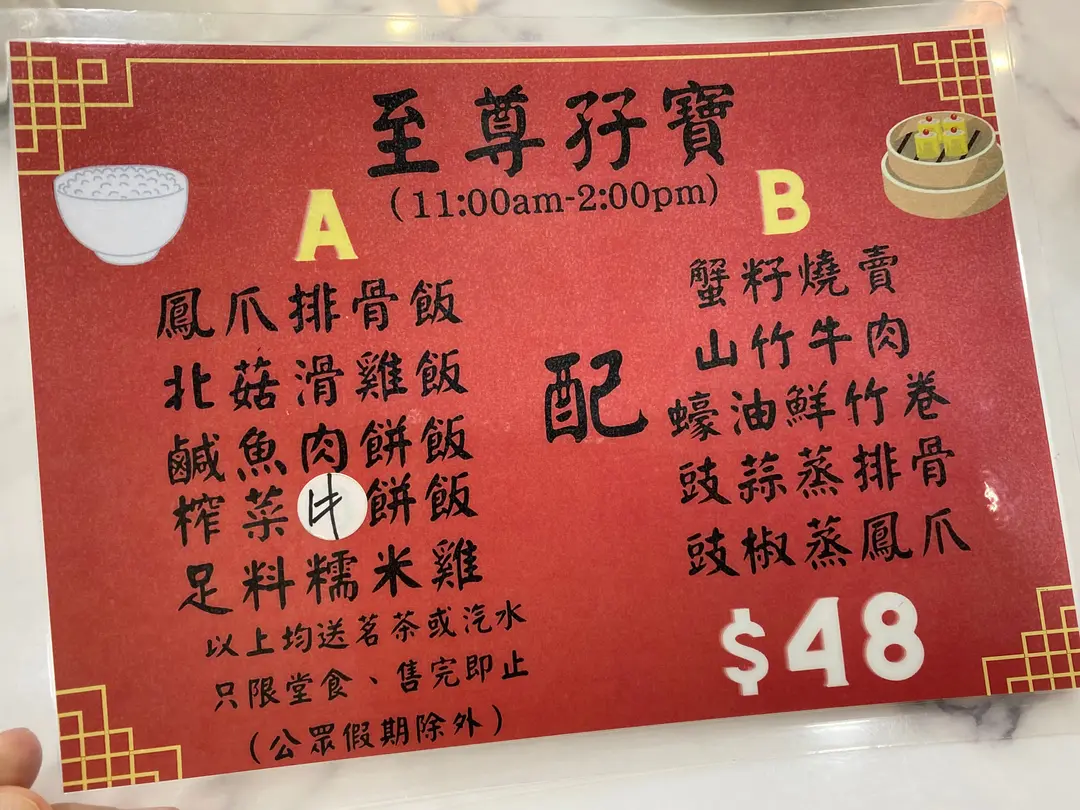 至尊孖寶
(11:00am-2:00pm)
A
鳳爪排骨飯
北菇滑雞飯
鹹魚肉餅飯
榨菜牛餅飯
足料糯米雞
以上均送茗茶或汽水
只限堂食、售完即止
(公眾假期除外)
配
B
蟹籽燒賣
山竹牛肉
蠔油鮮竹卷
豉蒜蒸排骨
豉椒蒸鳳爪
$48